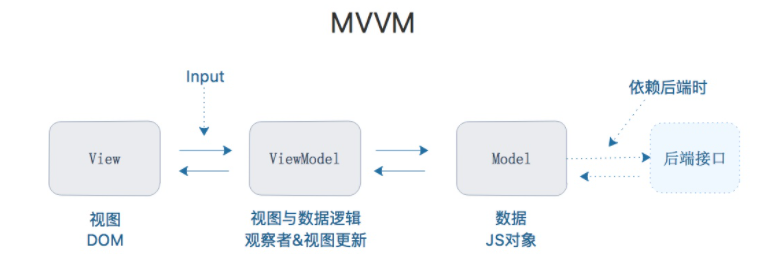 MVVM
Input
依赖后端时
View
ViewModel
Model
后端接口
视图
DOM
视图与数据逻辑
观察者&视图更新
数据
JS对象